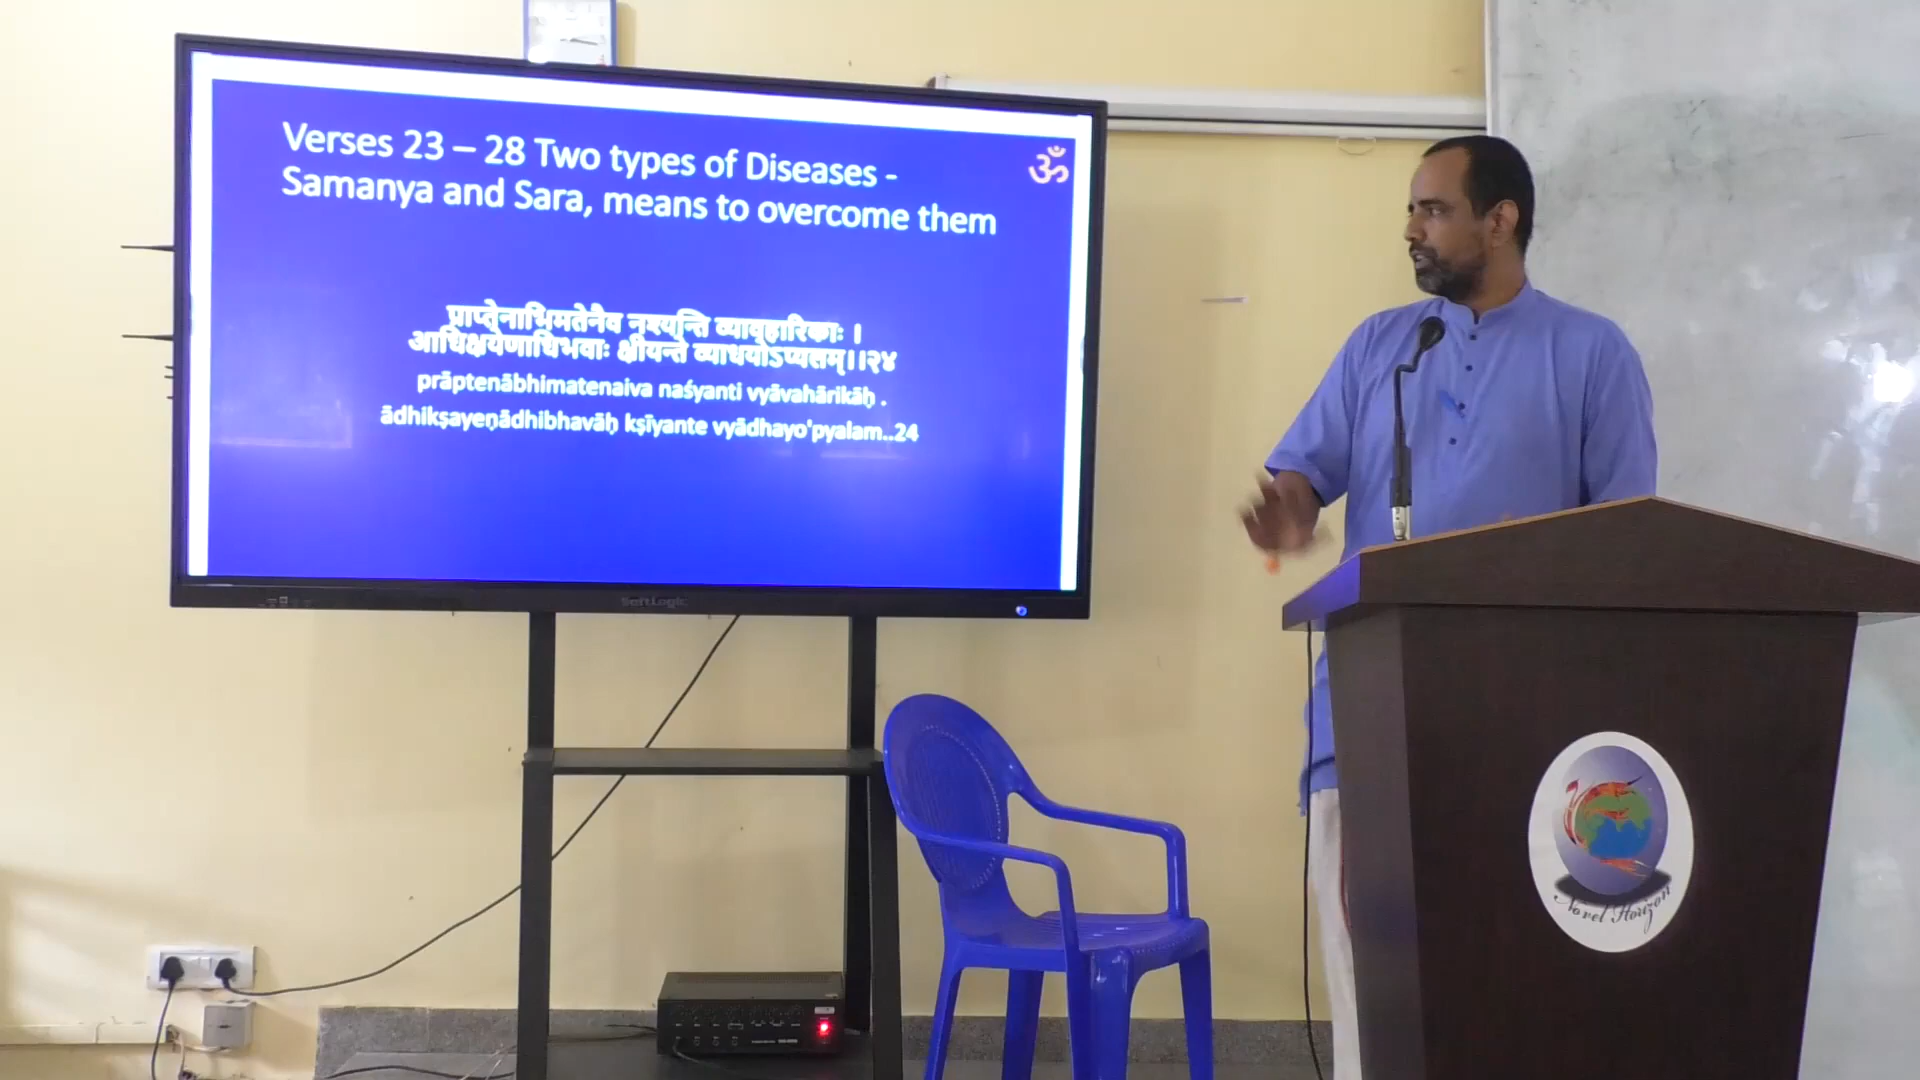 Verses 23 – 28 Two types of Diseases -
Samanya and Sara, means to overcome them
ॐ
प्राप्तेनाभिमतेनैव नश्यन्ति व्यावहारिकाः ।
आधिक्षयेणाधिभवाः क्षीयन्ते व्याधयोऽप्यलम्।।२४
prāptenābhimatenaiva naśyanti vyāvahārikāḥ .
ādhikṣayeṇādhibhavāḥ kṣīyante vyādhayo'pyalam..24
SoftLogic
Novel Horizon